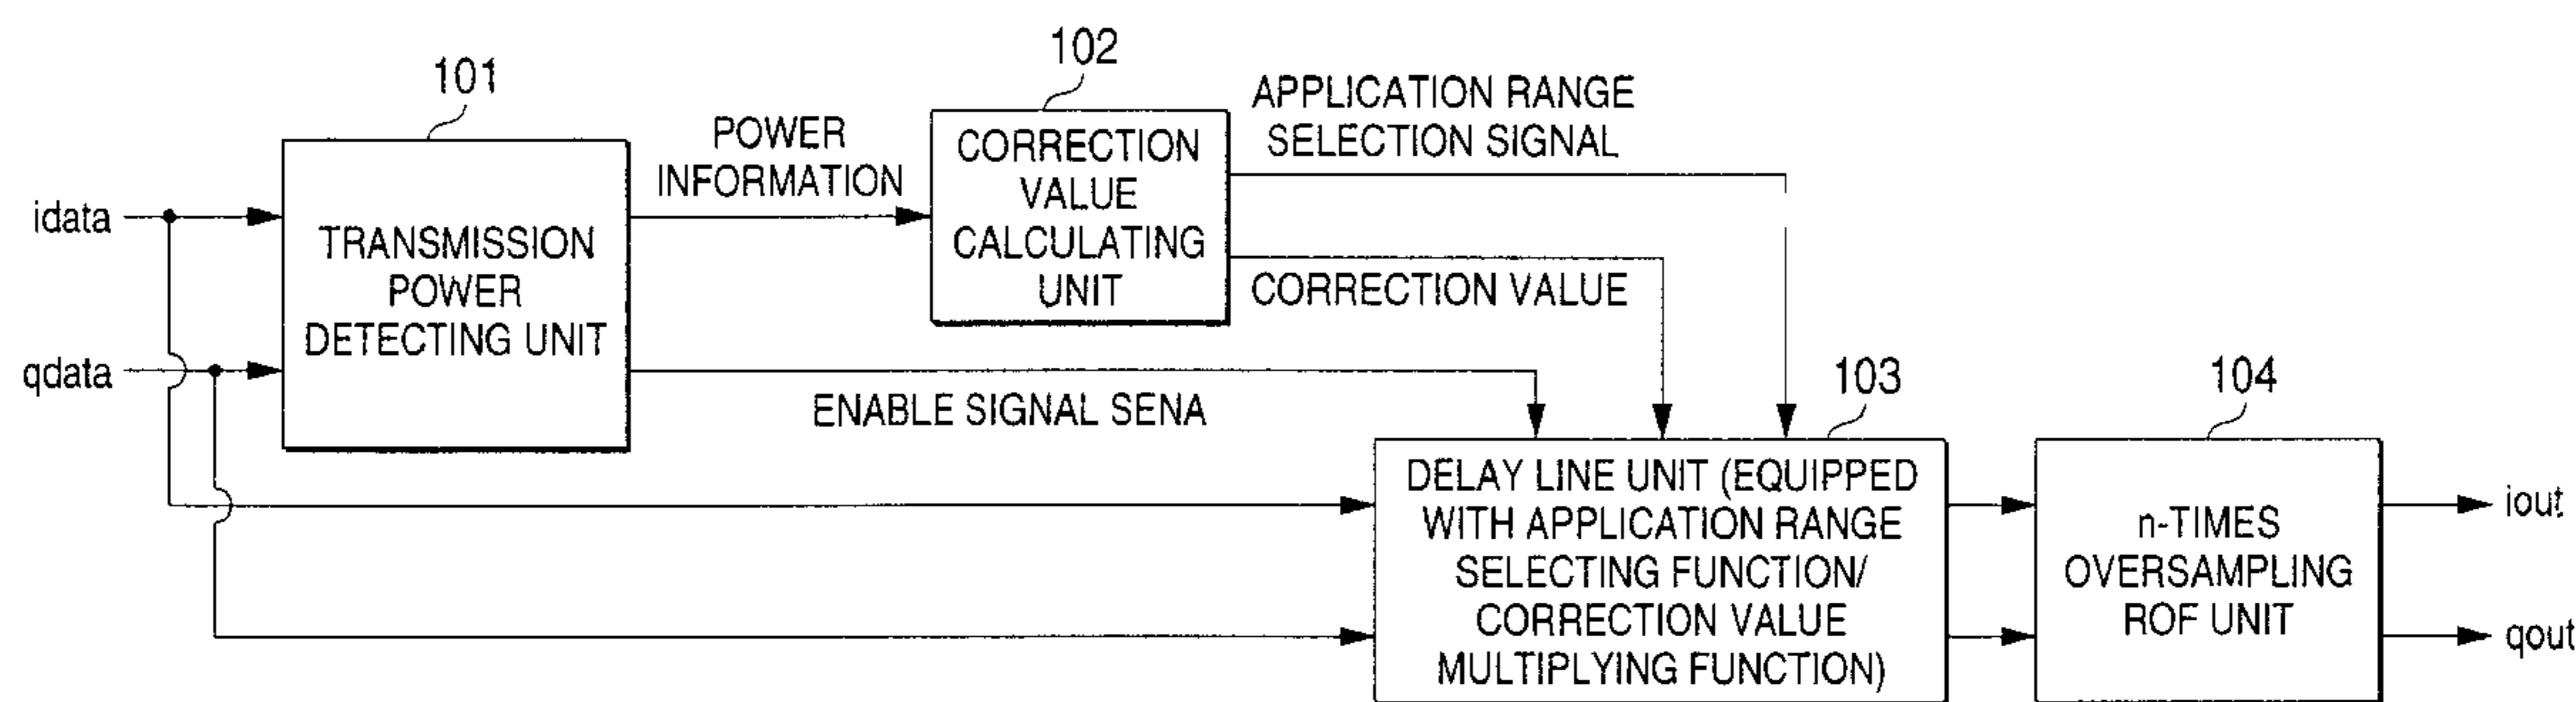 101
102
APPLICATION RANGE
SELECTION SIGNAL
POWER
INFORMATION
CORRECTION
VALUE
CALCULATING
UNIT
idata
TRANSMISSION
POWER
DETECTING UNIT
CORRECTION VALUE
qdata
ENABLE SIGNAL SENA
103
104
DELAY LINE UNIT (EQUIPPED
WITH APPLICATION RANGE
SELECTING FUNCTION/
CORRECTION VALUE
MULTIPLYING FUNCTION)
n-TIMES
OVERSAMPLING
ROF UNIT
iout
qout